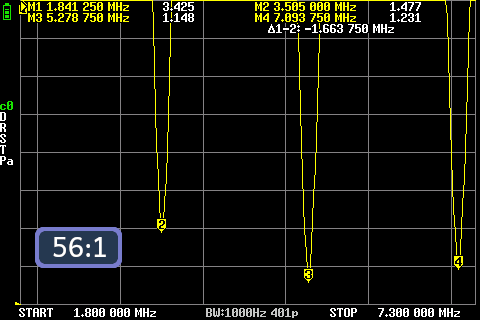 M1 1.841 250 MHz 3.425 M2 3.505 000 MHz 1.477
M3 5.278 750 MHz 1.148 M4 7.093 750 MHz 1.231
Δ1-2: -1.663 750 MHz
c0
D
R
S
T
Pa
2
3
4
56:1
START 1.800 000 MHz BW:1000Hz 401p STOP 7.300 000 MHz